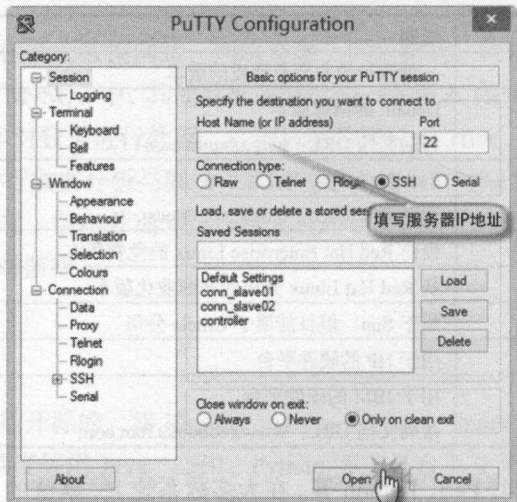 PuTTY Configuration
Category:
Session
Logging
Terminal
Keyboard
Bell
Features
Window
Appearance
Behaviour
Translation
Selection
Colours
Connection
Data
Proxy
Telnet
Rlogin
SSH
Serial
Basic options for your PuTTY session
Specify the destination you want to connect to
Host Name (or IP address)
Port
22
Connection type:
Raw
Telnet
Rlogin
SSH
Serial
Load, save or delete a stored
填写服务器IP地址
Saved Sessions
Default Settings
conn_slave01
conn_slave02
controller
Load
Save
Delete
Close window on exit:
Always
Never
Only on clean exit
About
Open
Cancel